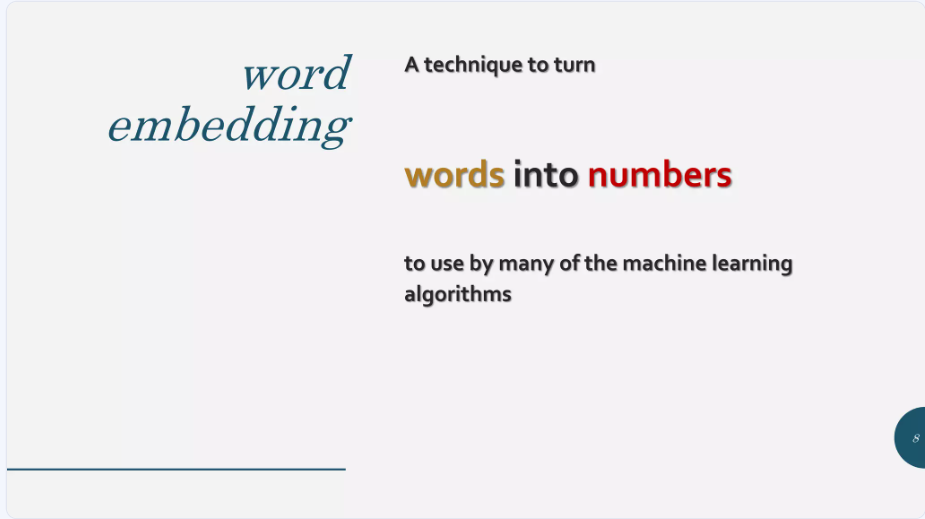 word
embedding
A technique to turn
words into numbers
to use by many of the machine learning
algorithms
8